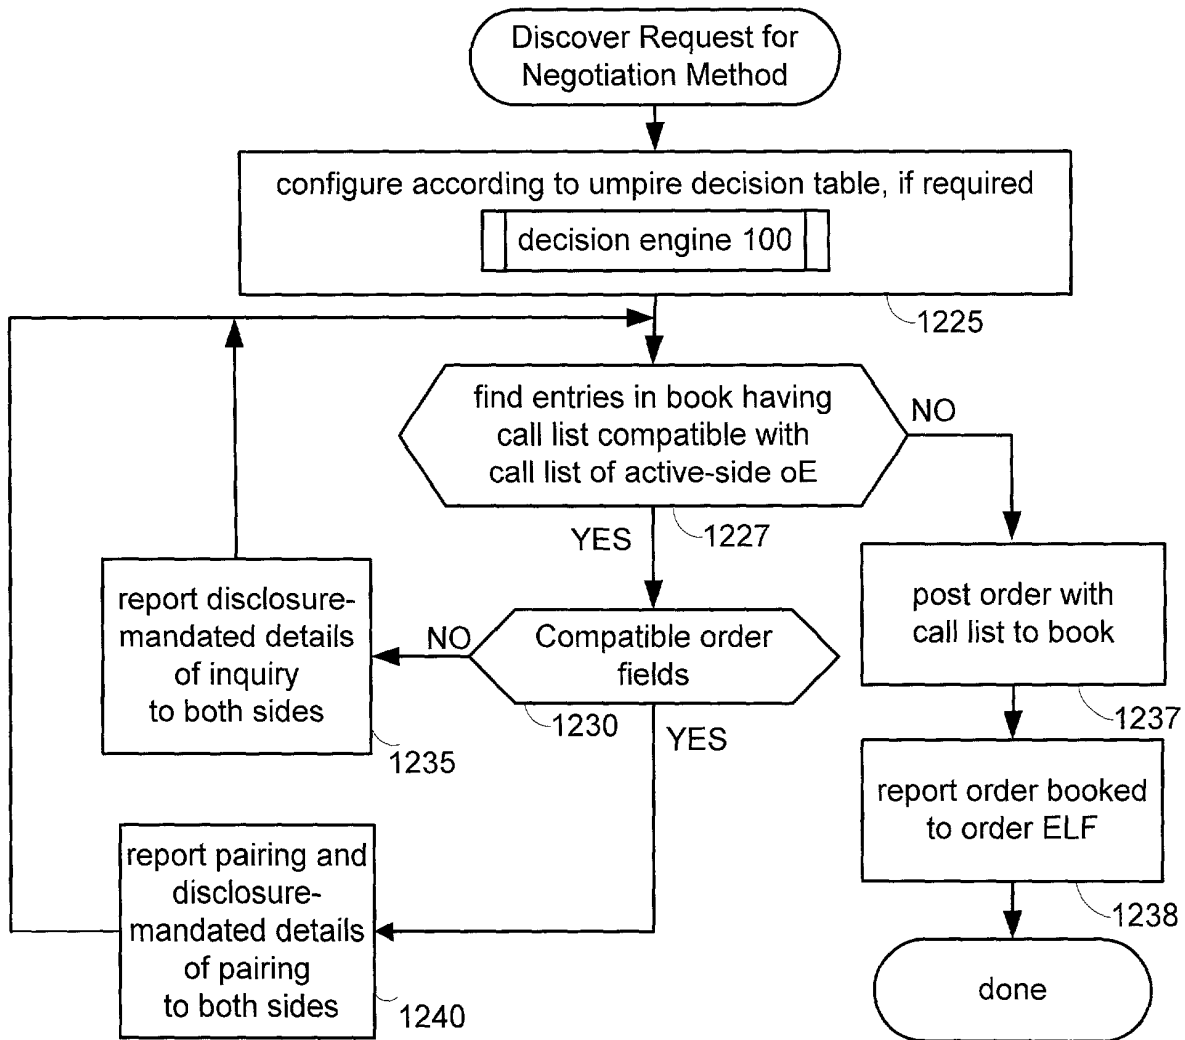 Discover Request for
Negotiation Method
configure according to umpire decision table, if required
decision engine 100
1225
find entries in book having
call list compatible with
call list of active-side oE
NO
YES
1227
report disclosure-
mandated details
of inquiry
to both sides
1235
NO
Compatible order
fields
1230
YES
post order with
call list to book
1237
report order booked
to order ELF
1238
report pairing and
disclosure-
mandated details
of pairing
to both sides
1240
done